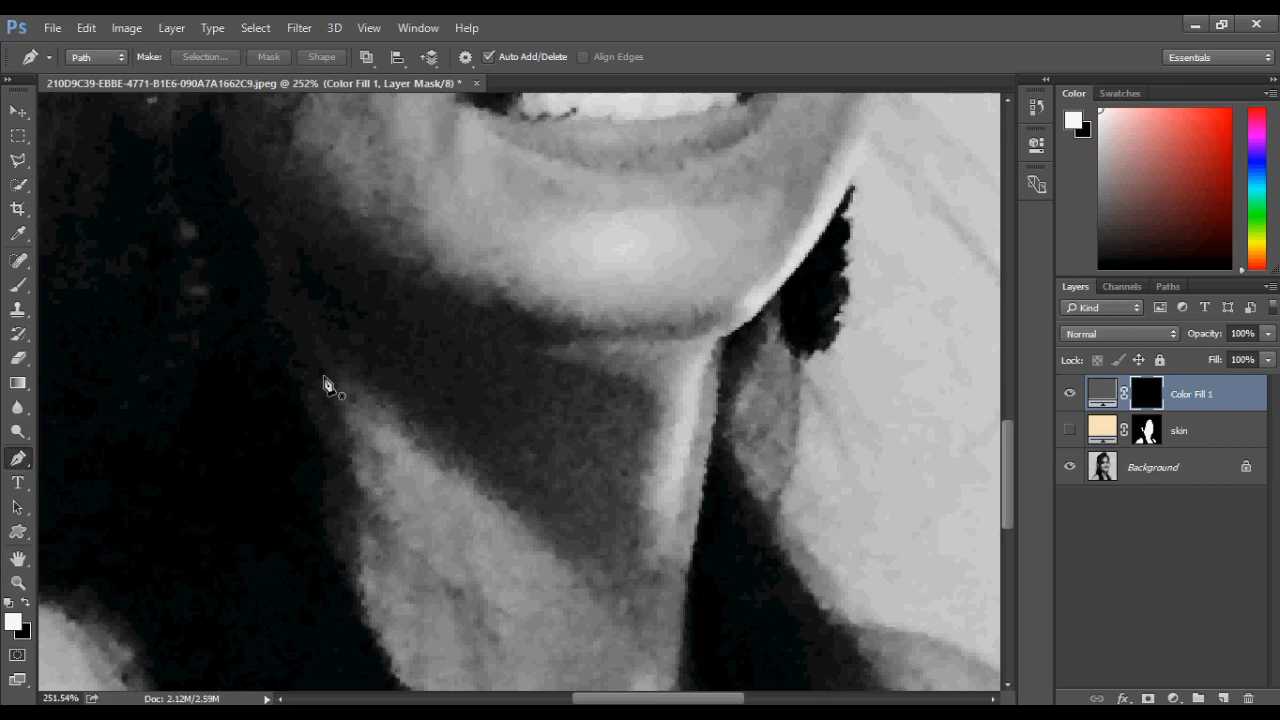 Ps File Edit Image Layer Type Select Filter 3D View Window Help
Path Make: Selection... Mask Shape Auto Add/Delete Align Edges Essentials
210D9C39-EBBE-4771-B1E6-090A7A1662C9.jpeg @ 252% (Color Fill 1, Layer Mask/8) *
Color Swatches
Layers Channels Paths
Kind
Normal Opacity: 100%
Lock: Fill: 100%
Color Fill 1
skin
Background
251.54% Doc: 2.12M/2.59M